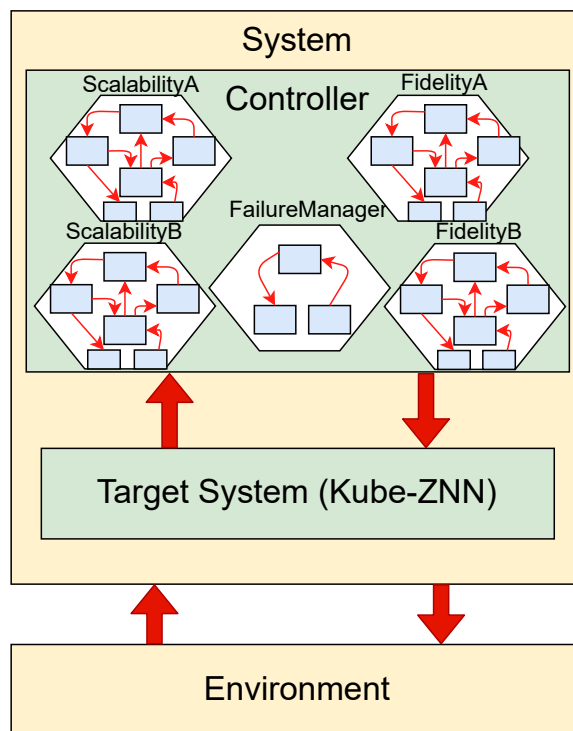 System
ScalabilityA
FidelityA
Controller
FailureManager
ScalabilityB
FidelityB
Target System (Kube-ZNN)
Environment